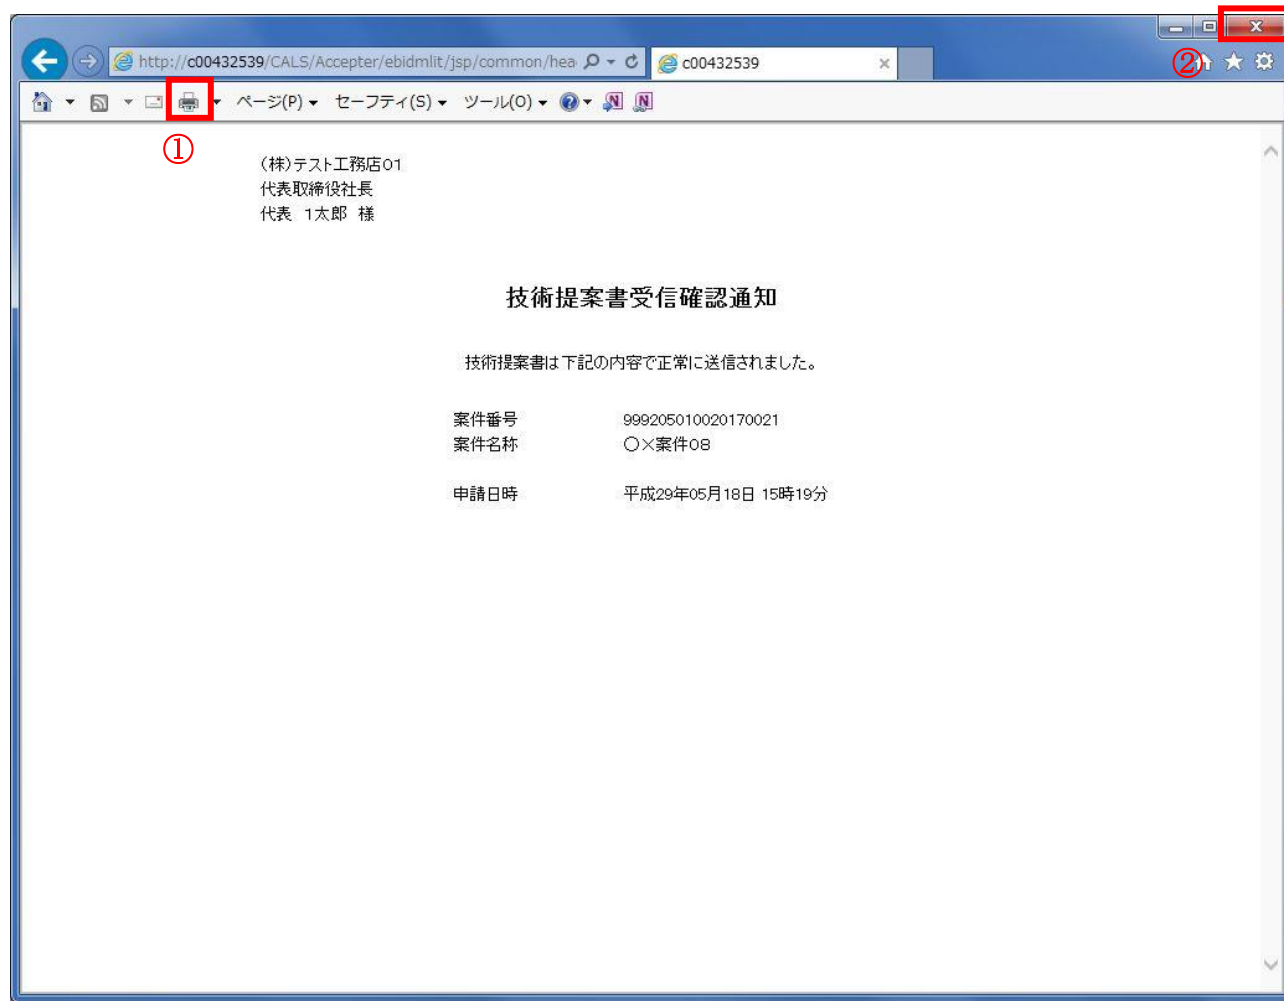 http://c00432539/CALS/Accepter/ebidmlit/jsp/common/hea
c00432539
②
ページ(P) セーフティ(S) ツール(O)
①
(株)テスト工務店01
代表取締役社長
代表 1太郎 様
技術提案書受信確認通知
技術提案書は下記の内容で正常に送信されました。
案件番号 999205010020170021
案件名称 〇×案件08
申請日時 平成29年05月18日 15時19分